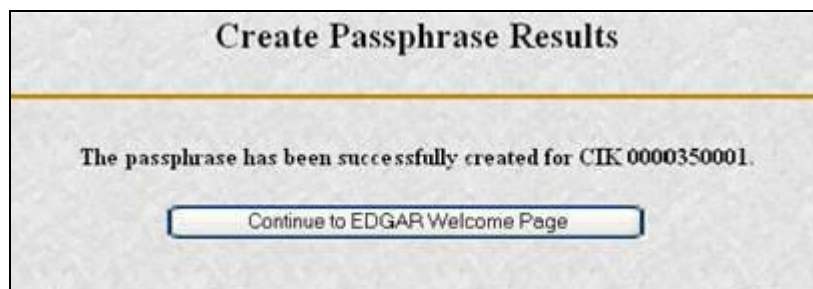 Create Passphrase Results
The passphrase has been successfully created for CIK 0000350001.
Continue to EDGAR Welcome Page